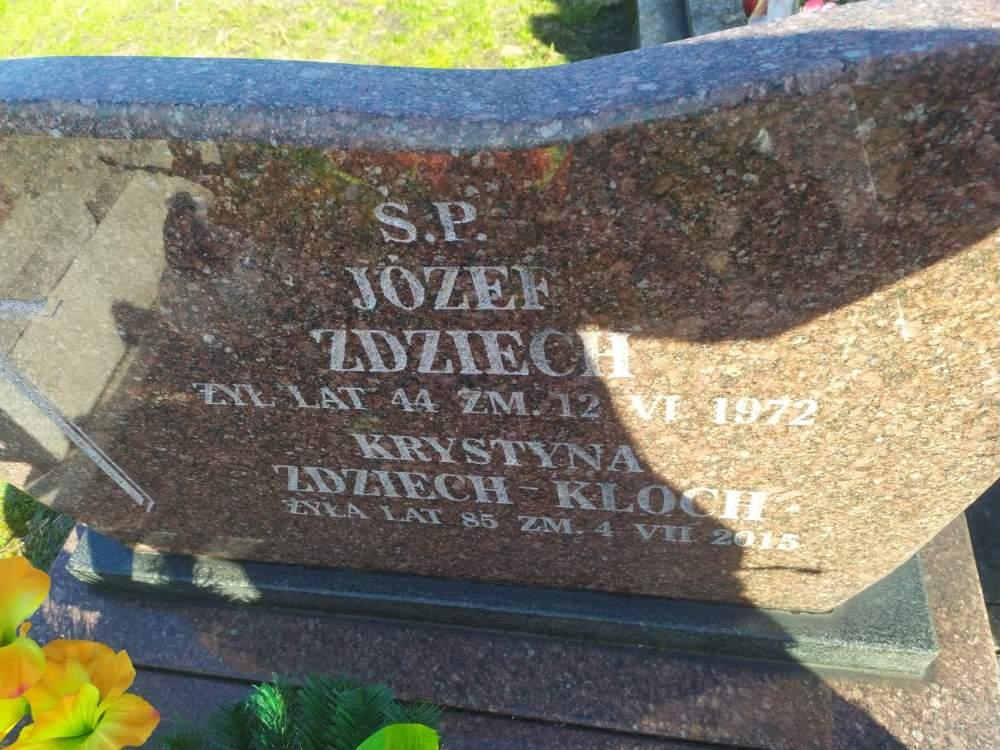 S.P.
JÓZEF
ZDZIECH
ŻYŁ LAT 44 ZM. 12 VI 1972
KRYSTYNA
ZDZIECH-KLOCH
ŻYŁA LAT 85 ZM. 4 VII 2015